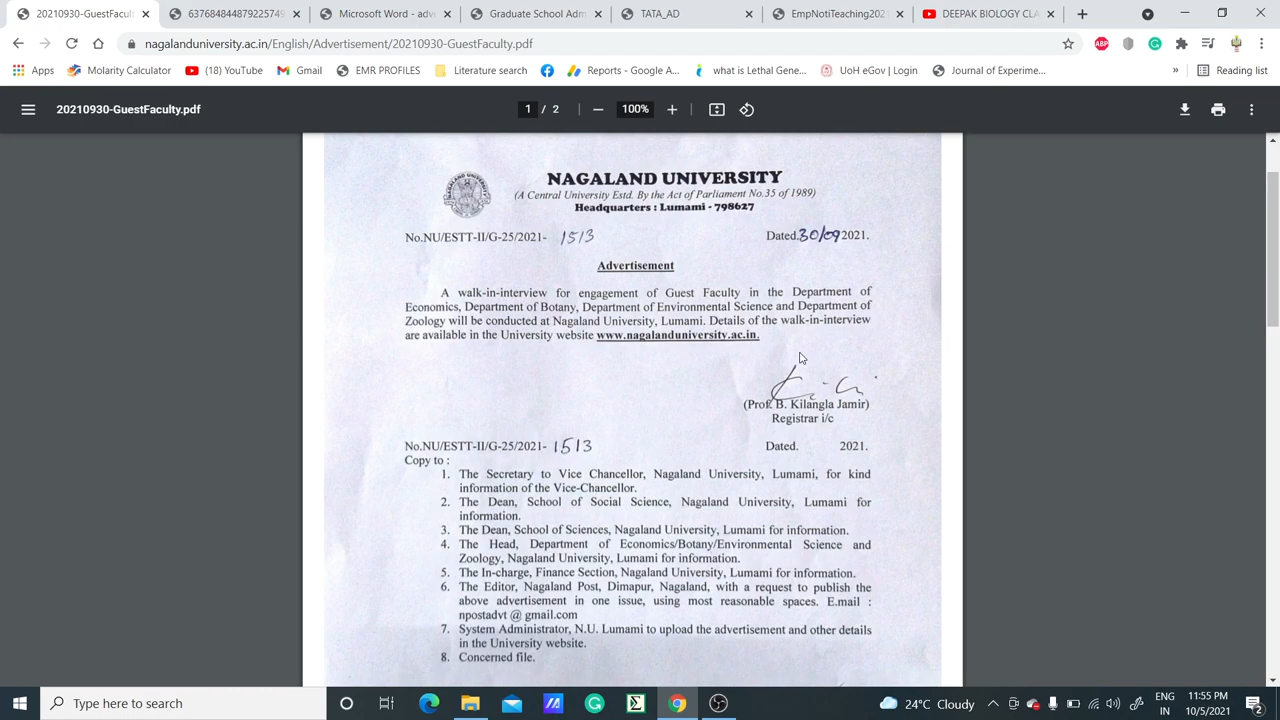 20210930-GuestFaculty.pdf
637684844879225749
Microsoft Word - adv
Graduate School Adm
TATA_AD
EmpNotiTeaching2021
DEEPAK BIOLOGY CLA
nagalanduniversity.ac.in/English/Advertisement/20210930-GuestFaculty.pdf
Apps
Molarity Calculator
(18) YouTube
Gmail
EMR PROFILES
Literature search
Reports - Google A...
what is Lethal Gene...
UoH eGov | Login
Journal of Experime...
»
Reading list
20210930-GuestFaculty.pdf
1 / 2
100%
NAGALAND UNIVERSITY
(A Central University Estd. By the Act of Parliament No.35 of 1989)
Headquarters : Lumami - 798627
No.NU/ESTT-II/G-25/2021- 1513 Dated.30/09 2021.
Advertisement
A walk-in-interview for engagement of Guest Faculty in the Department of
Economics, Department of Botany, Department of Environmental Science and Department of
Zoology will be conducted at Nagaland University, Lumami. Details of the walk-in-interview
are available in the University website www.nagalanduniversity.ac.in.
(Prof. B. Kilangla Jamir)
Registrar i/c
No.NU/ESTT-II/G-25/2021- 1513 Dated. 2021.
Copy to :
1. The Secretary to Vice Chancellor, Nagaland University, Lumami, for kind
information of the Vice-Chancellor.
2. The Dean, School of Social Science, Nagaland University, Lumami for
information.
3. The Dean, School of Sciences, Nagaland University, Lumami for information.
4. The Head, Department of Economics/Botany/Environmental Science and
Zoology, Nagaland University, Lumami for information.
5. The In-charge, Finance Section, Nagaland University, Lumami for information.
6. The Editor, Nagaland Post, Dimapur, Nagaland, with a request to publish the
above advertisement in one issue, using most reasonable spaces. E.mail :
npostadvt @ gmail.com
7. System Administrator, N.U. Lumami to upload the advertisement and other details
in the University website.
8. Concerned file.
Type here to search
24°C Cloudy
ENG
IN
11:55 PM
10/5/2021
2